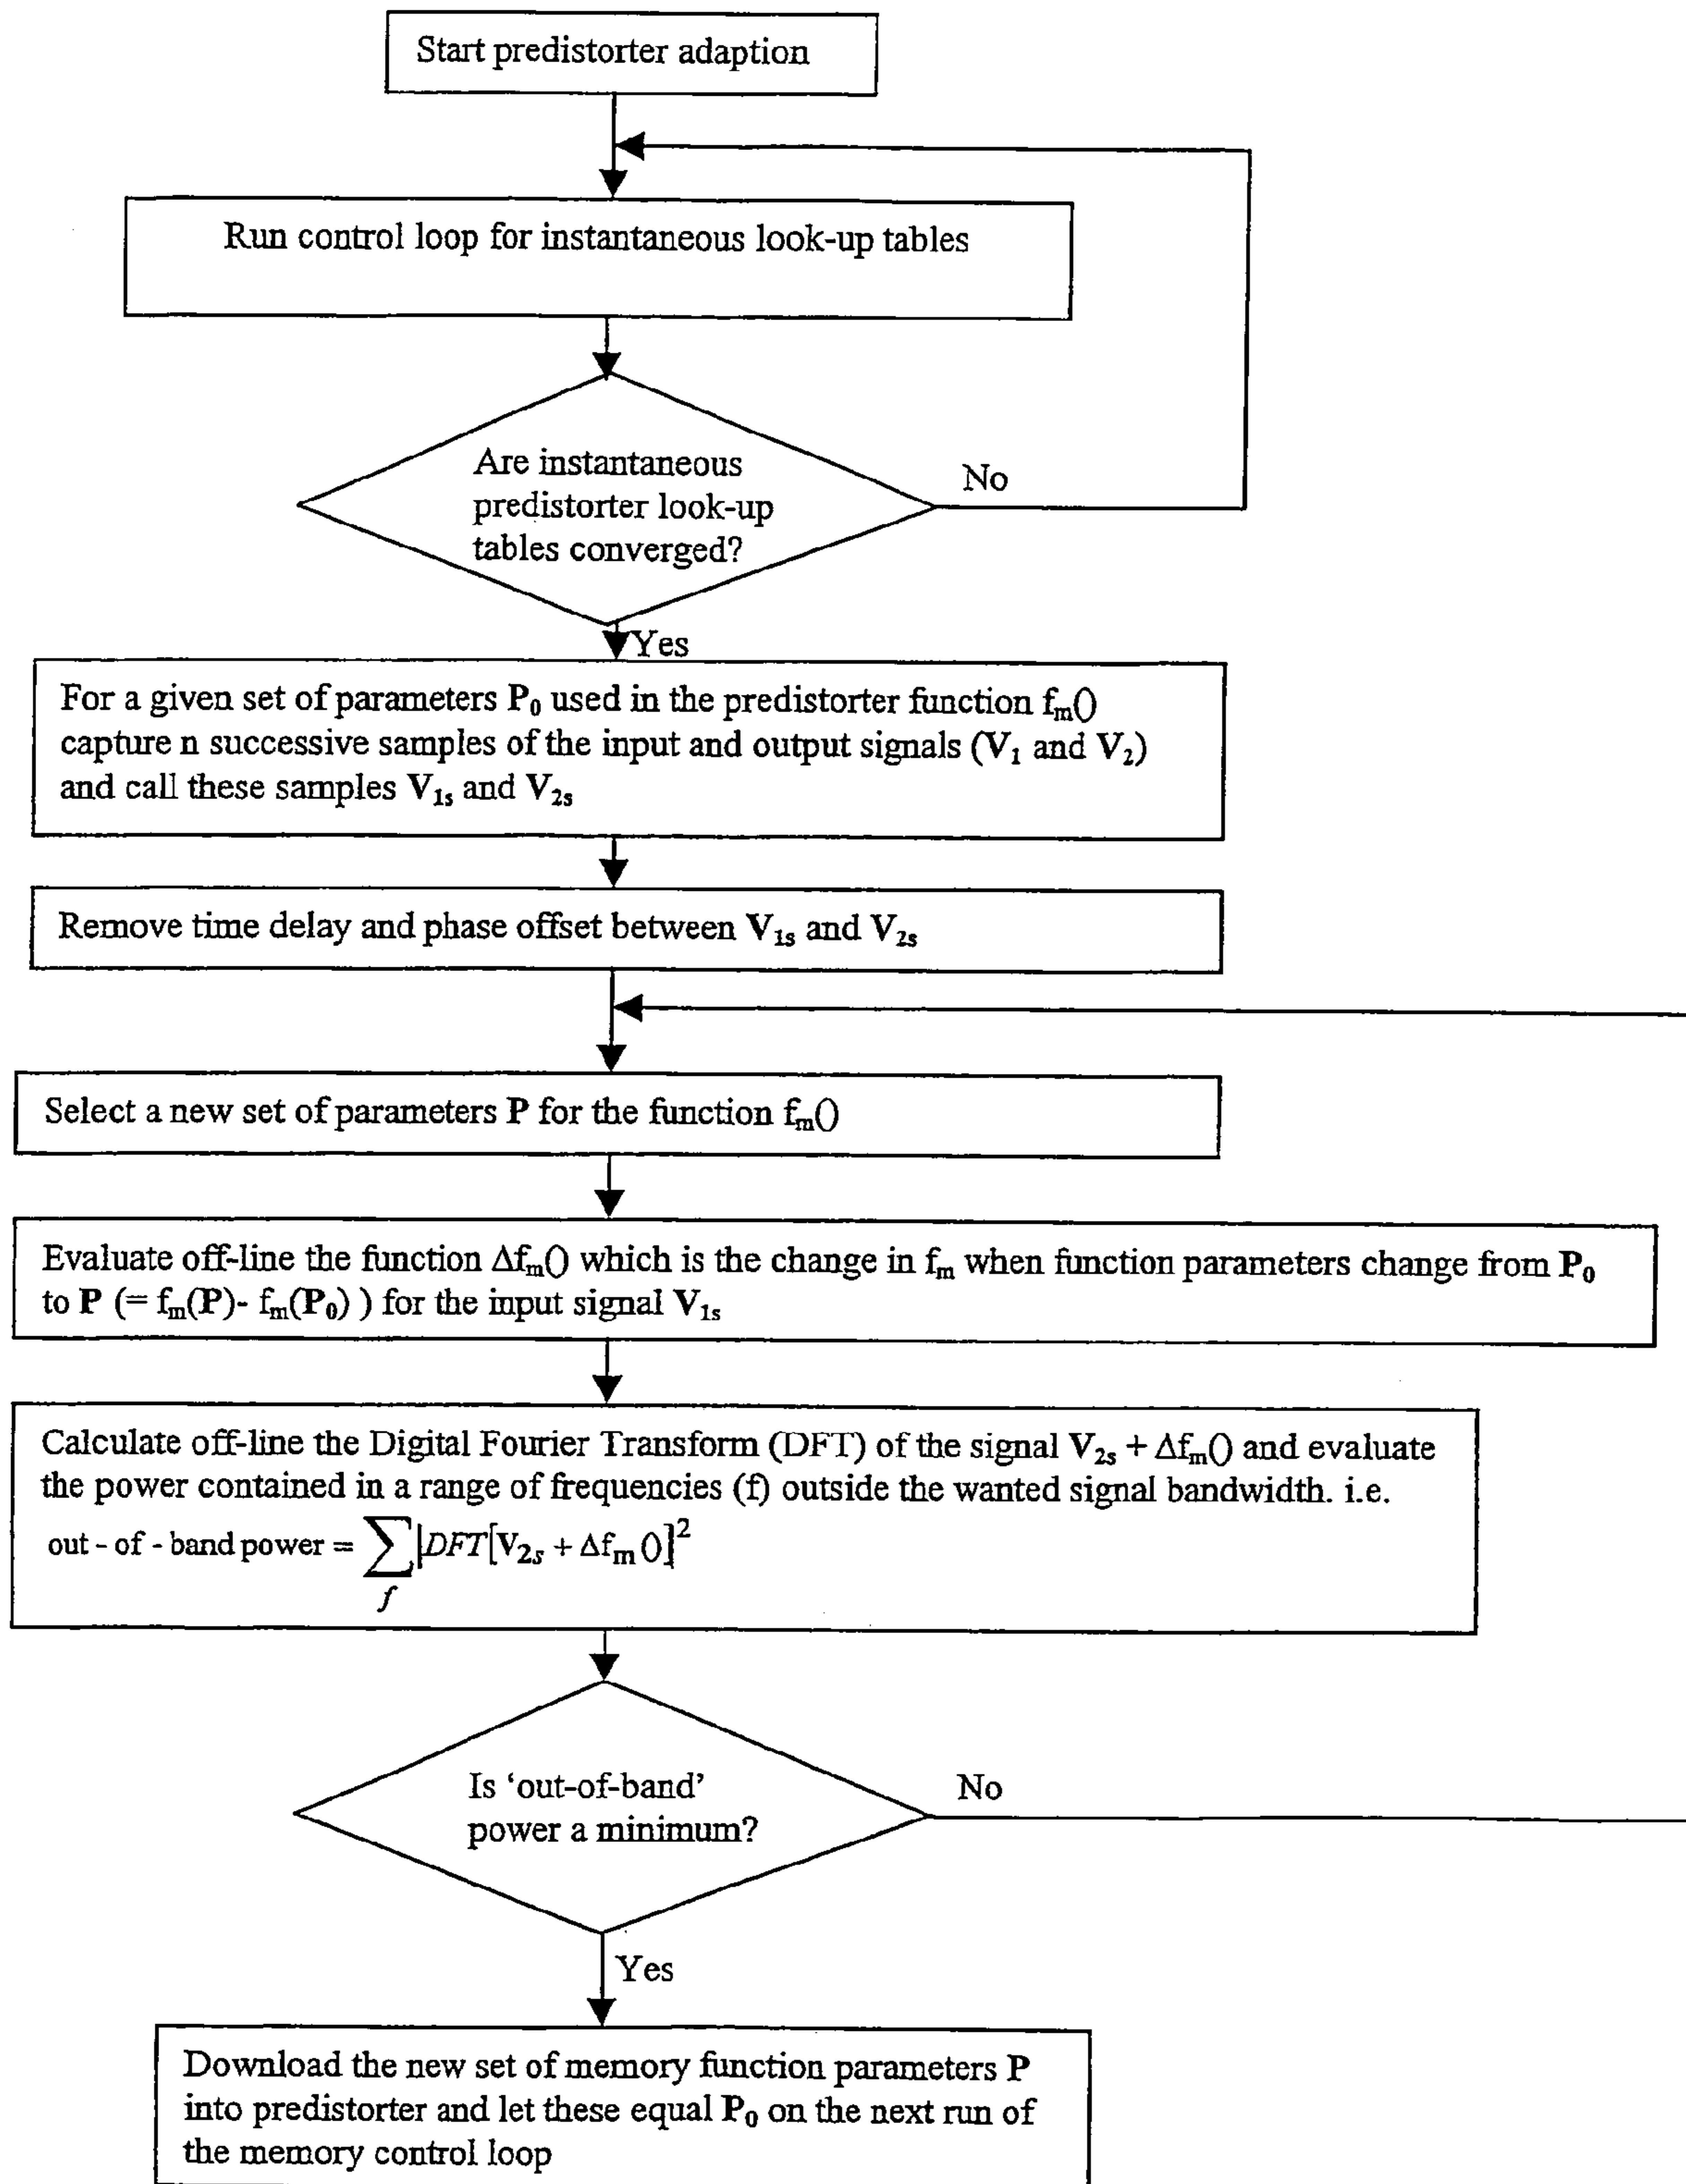 Start predistorter adaption
Run control loop for instantaneous look-up tables
Are instantaneous
predistorter look-up
tables converged?
No
Yes
For a given set of parameters P₀ used in the predistorter function fₘ()
capture n successive samples of the input and output signals (V₁ and V₂)
and call these samples V₁ₛ and V₂ₛ
Remove time delay and phase offset between V₁ₛ and V₂ₛ
Select a new set of parameters P for the function fₘ()
Evaluate off-line the function Δfₘ() which is the change in fₘ when function parameters change from P₀
to P (= fₘ(P)- fₘ(P₀) ) for the input signal V₁ₛ
Calculate off-line the Digital Fourier Transform (DFT) of the signal V₂ₛ + Δfₘ() and evaluate
the power contained in a range of frequencies (f) outside the wanted signal bandwidth. i.e.
out - of - band power = ∑ |DFT[V₂ₛ + Δfₘ ()]²
f
Is ‘out-of-band’
power a minimum?
No
Yes
Download the new set of memory function parameters P
into predistorter and let these equal P₀ on the next run of
the memory control loop